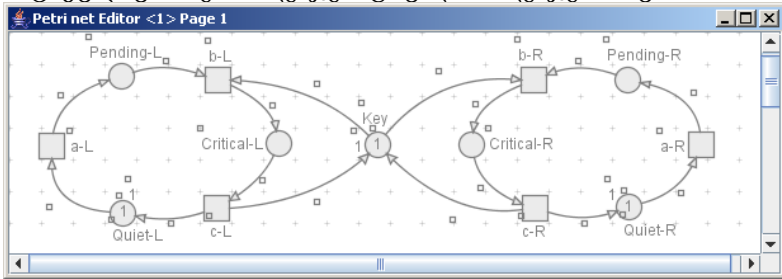 Petri net Editor <1> Page 1
Pending-L
b-L
b-R
Pending-R
Key
a-L
Critical-L
1
1
Critical-R
a-R
1
1
1
1
Quiet-L
c-L
c-R
Quiet-R